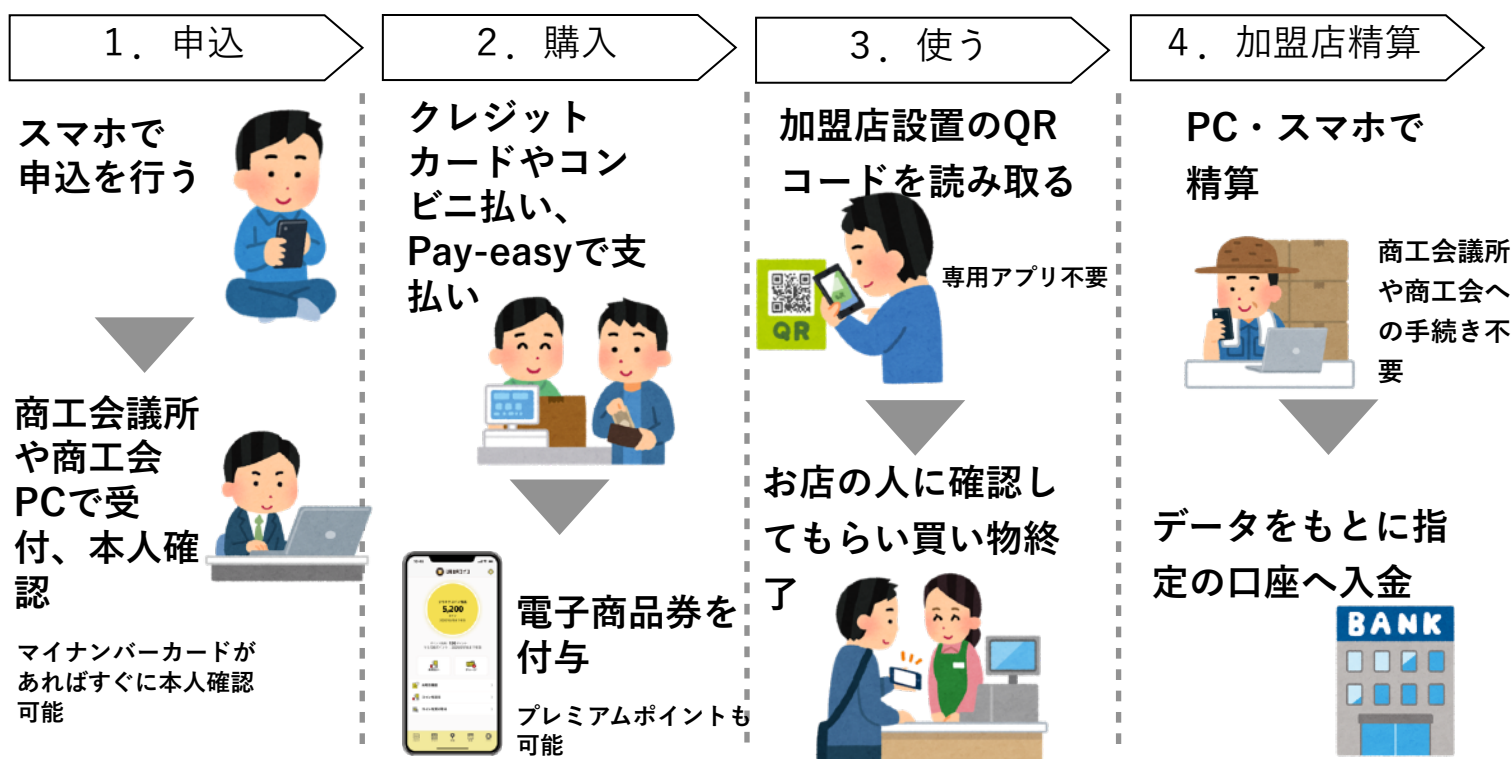 1．申込
スマホで
申込を行う
商工会議所
や商工会
PCで受
付、本人確
認
マイナンバーカードが
あればすぐに本人確認
可能
2．購入
クレジット
カードやコン
ビニ払い、
Pay-easyで支
払い
5,200
電子商品券を
付与
プレミアムポイントも
可能
3．使う
加盟店設置のQR
コードを読み取る
QR
専用アプリ不要
お店の人に確認し
てもらい買い物終
了
4．加盟店精算
PC・スマホで
精算
商工会議所
や商工会へ
の手続き不
要
データをもとに指
定の口座へ入金
BANK